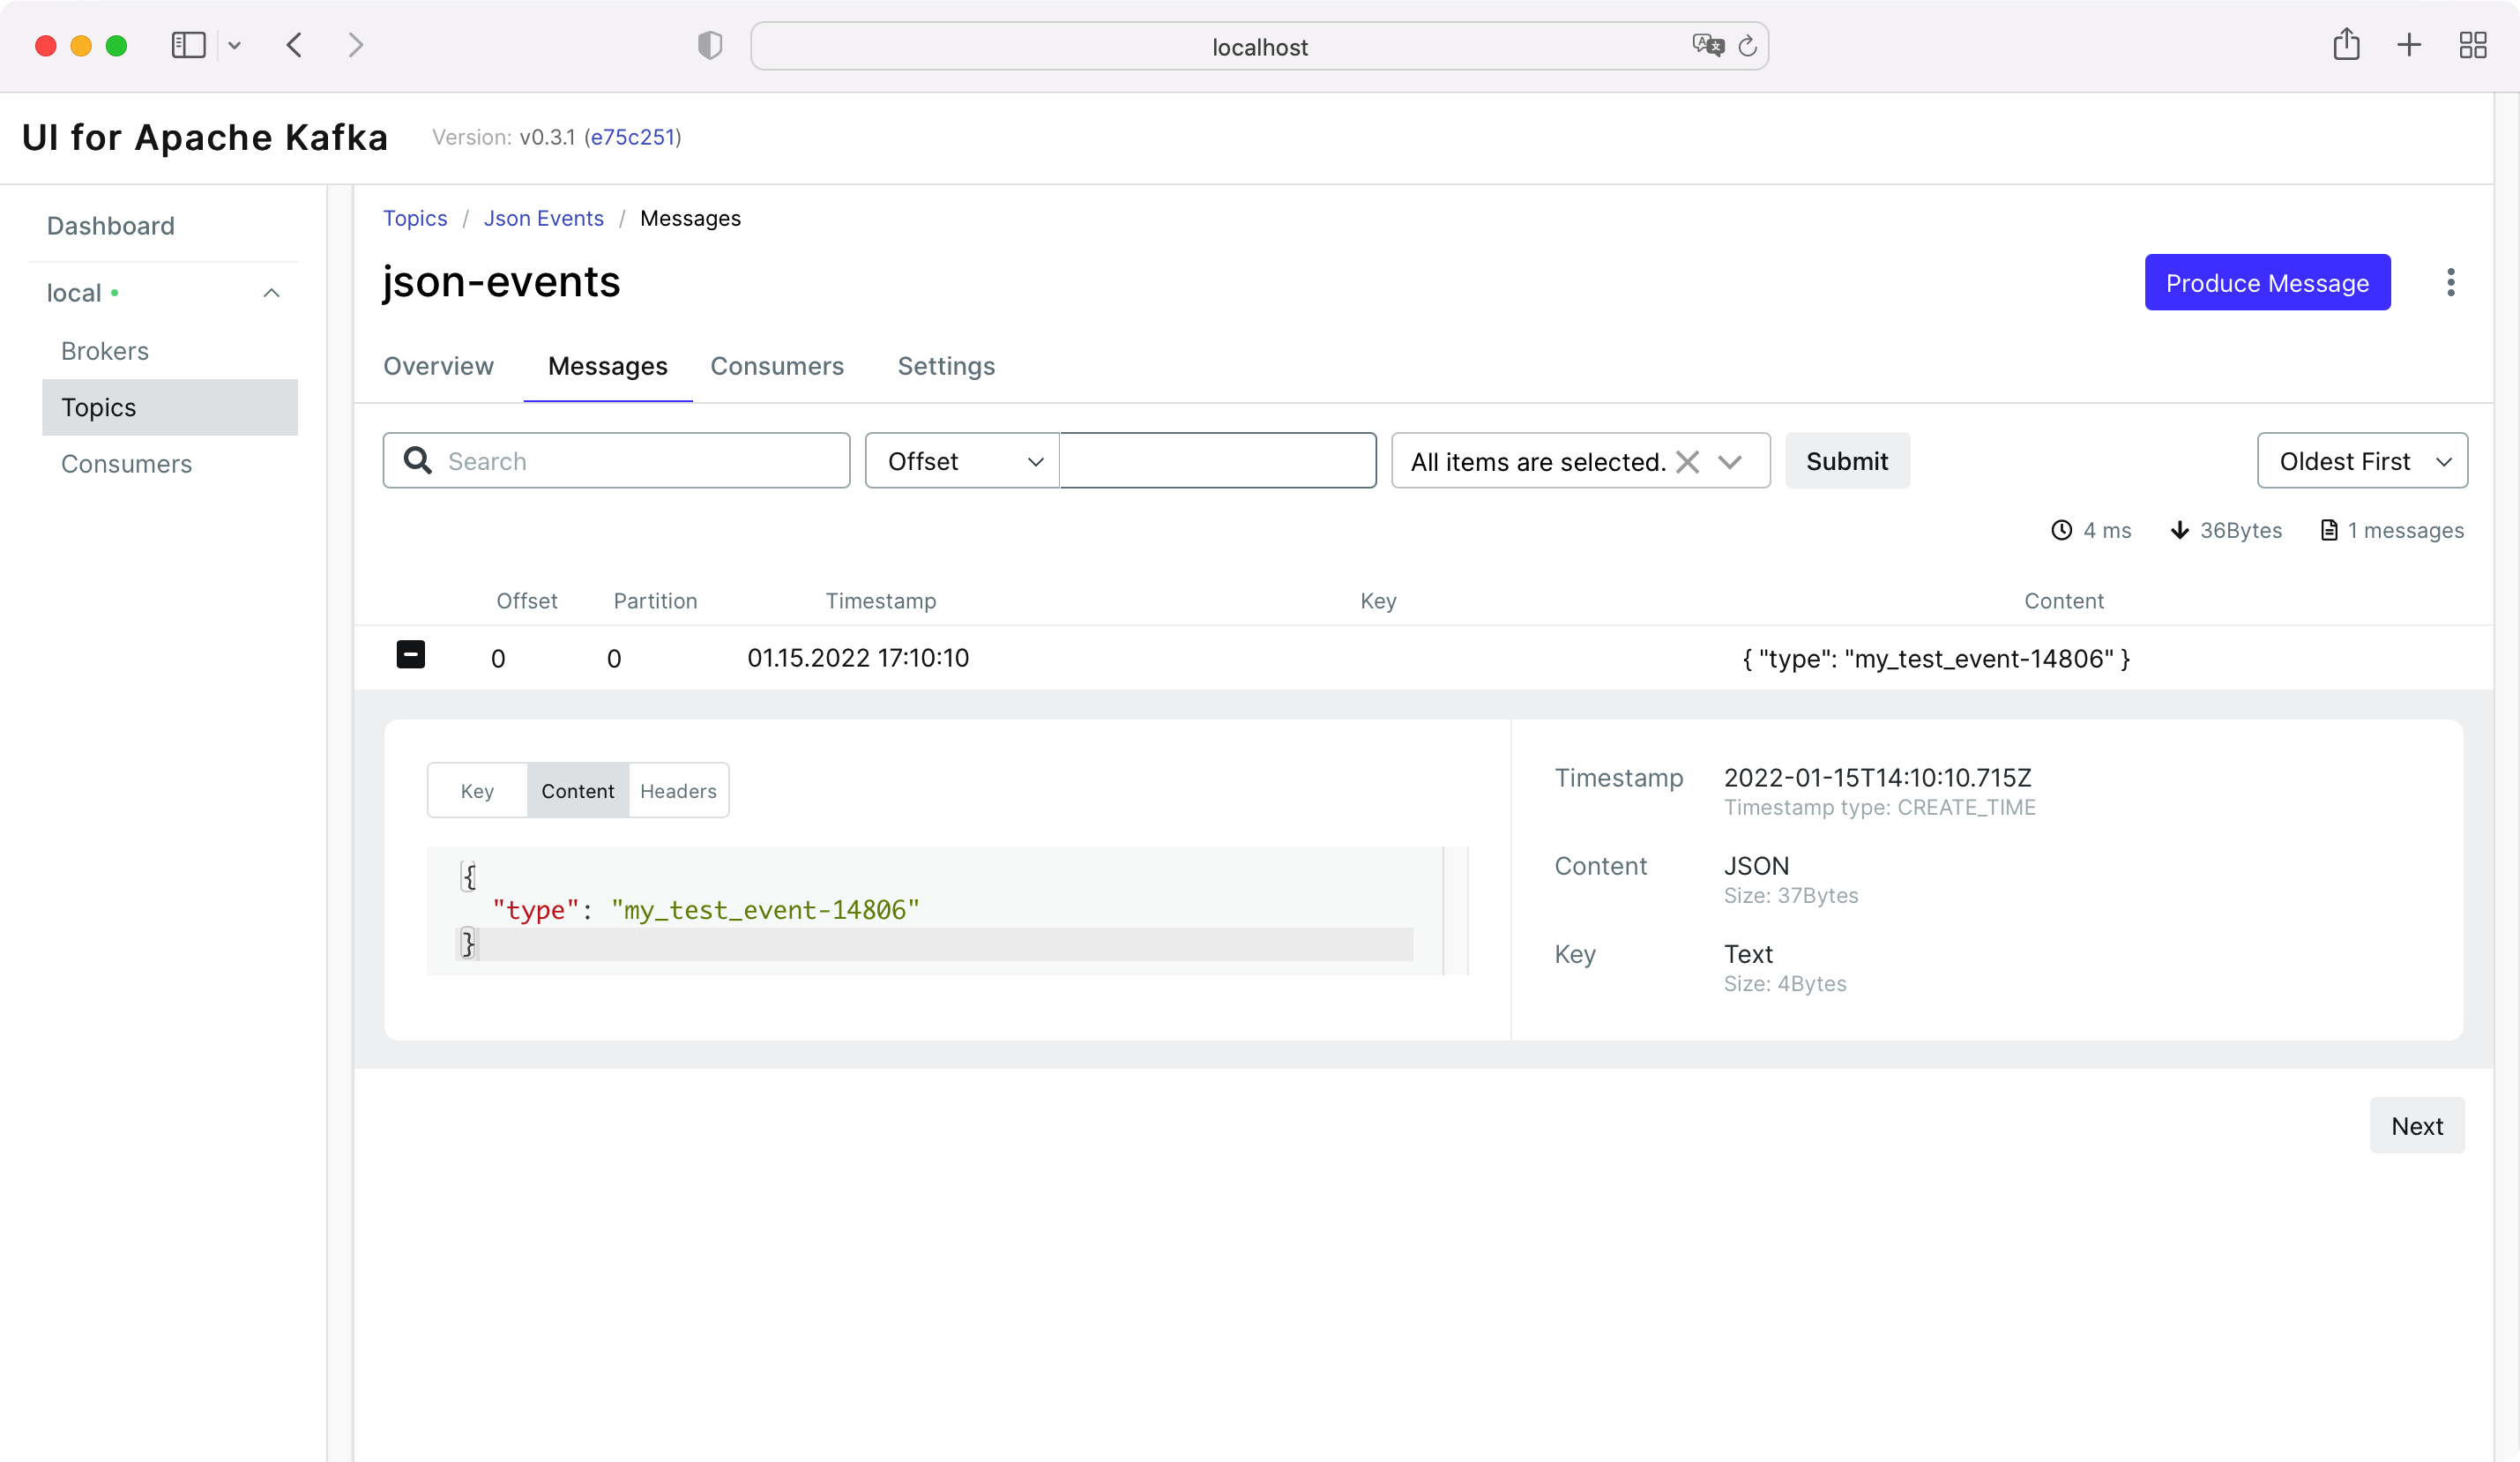 localhost
UI for Apache Kafka Version: v0.3.1 (e75c251)
Dashboard
local
Brokers
Topics
Consumers
Topics / Json Events / Messages
json-events
Produce Message
Overview Messages Consumers Settings
Search Offset All items are selected. Submit Oldest First
4 ms 36Bytes 1 messages
Offset Partition Timestamp Key Content
0 0 01.15.2022 17:10:10 { "type": "my_test_event-14806" }
Key Content Headers
{
"type": "my_test_event-14806"
}
Timestamp 2022-01-15T14:10:10.715Z
Timestamp type: CREATE_TIME
Content JSON
Size: 37Bytes
Key Text
Size: 4Bytes
Next